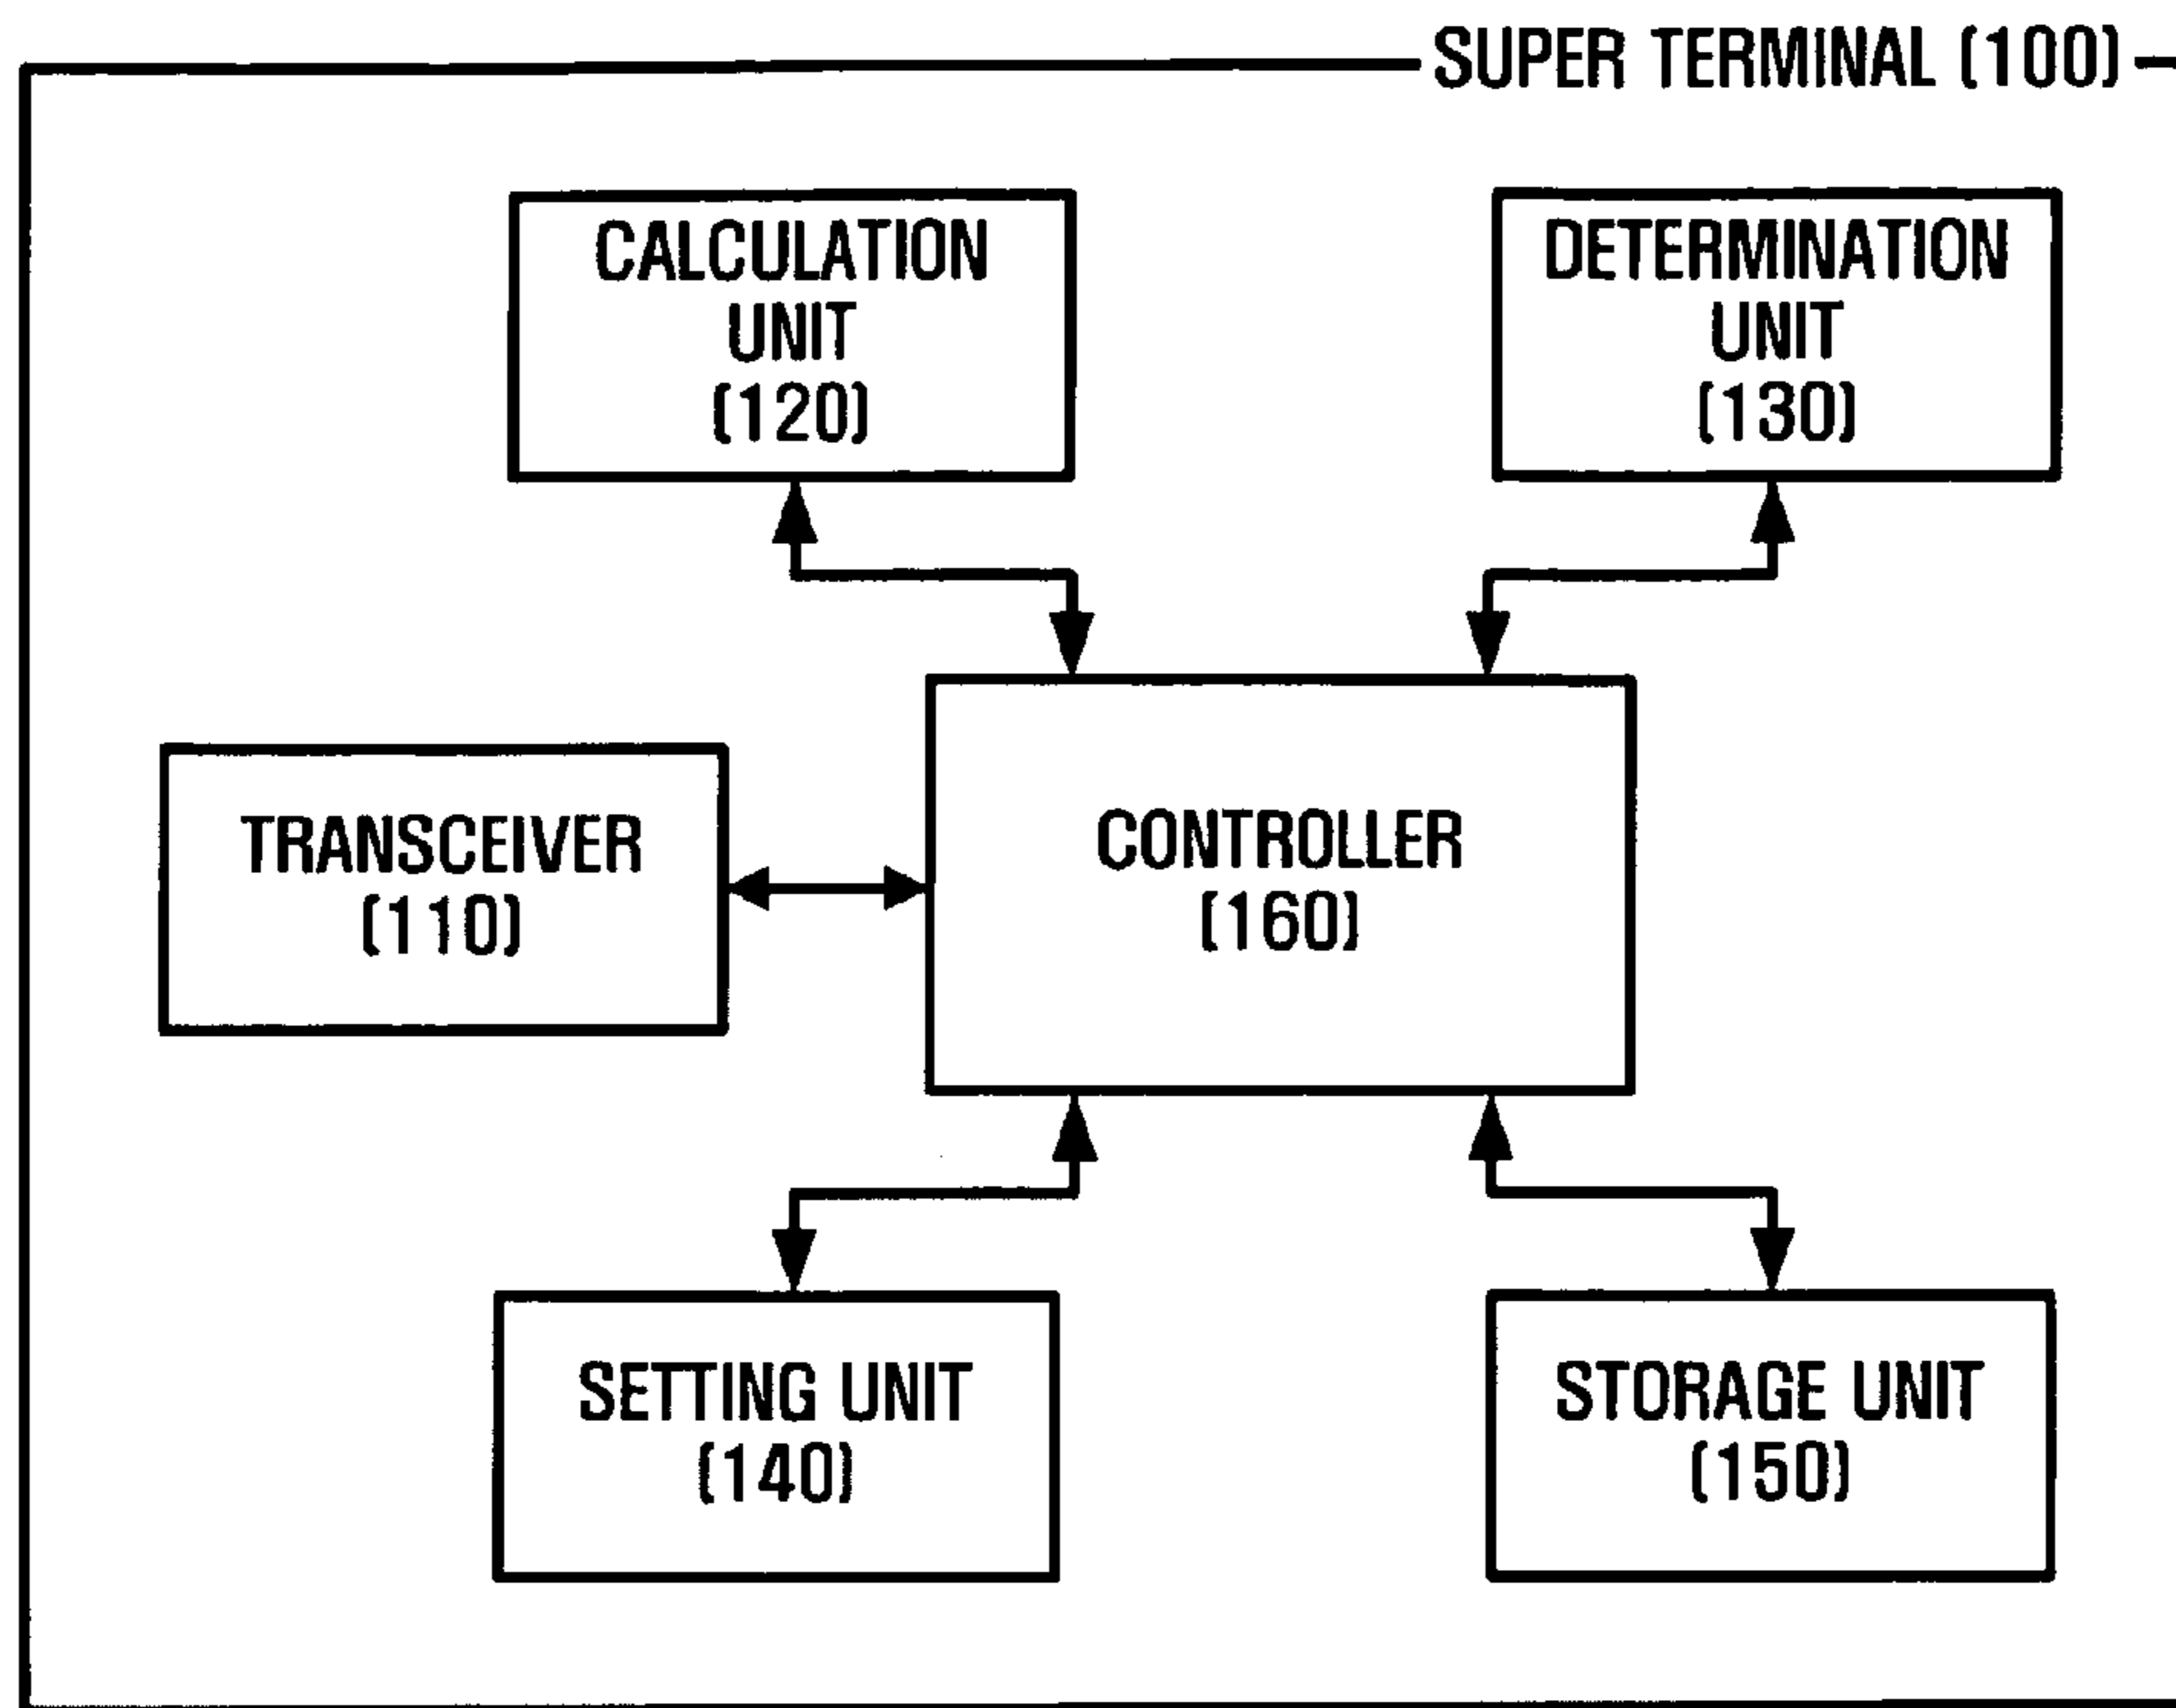 SUPER TERMINAL (100)
CALCULATION
UNIT
(120)
DETERMINATION
UNIT
(130)
TRANSCEIVER
(110)
CONTROLLER
(160)
SETTING UNIT
(140)
STORAGE UNIT
(150)